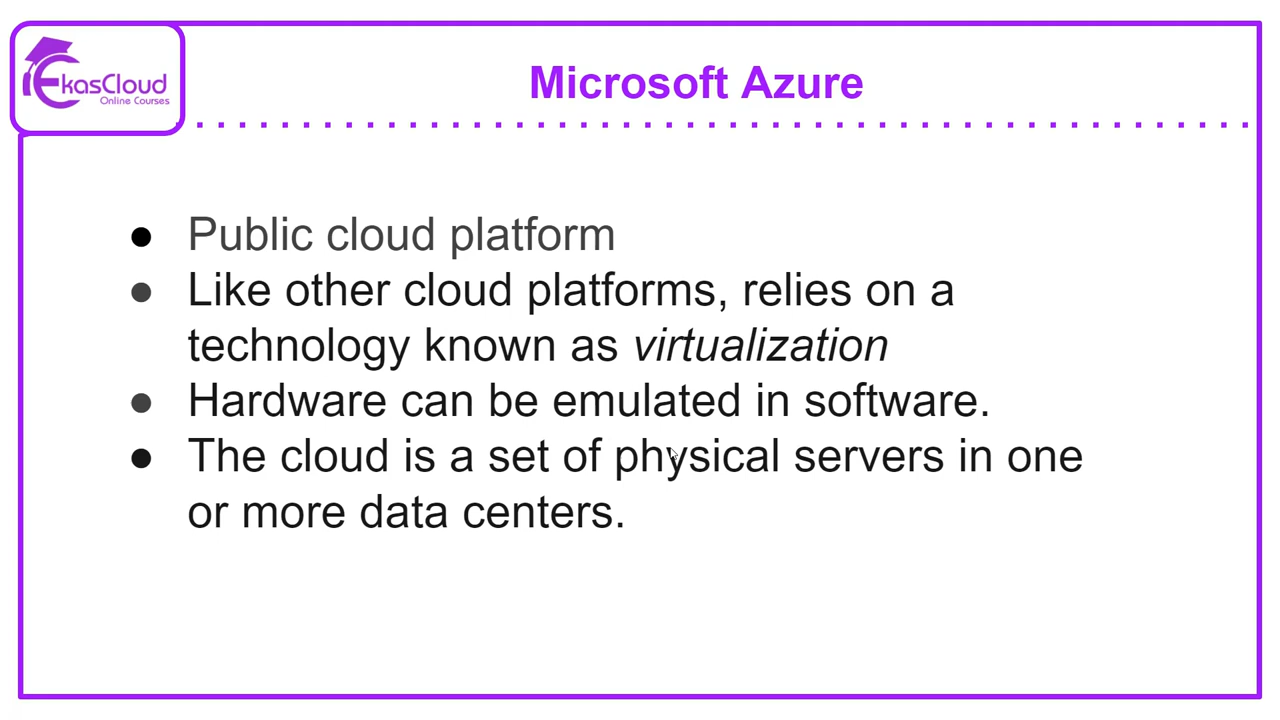 EkasCloud
Online Courses
Microsoft Azure
● Public cloud platform
● Like other cloud platforms, relies on a
technology known as virtualization
● Hardware can be emulated in software.
● The cloud is a set of physical servers in one
or more data centers.